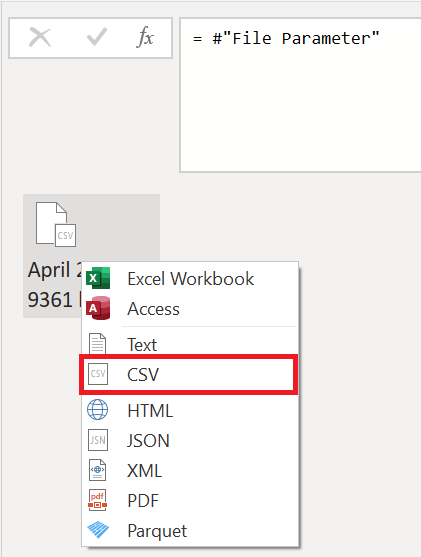 fx
= #"File Parameter"
CSV
April
9361
Excel Workbook
Access
Text
CSV
CSV
HTML
JSN
JSON
XML
pdf
PDF
Parquet